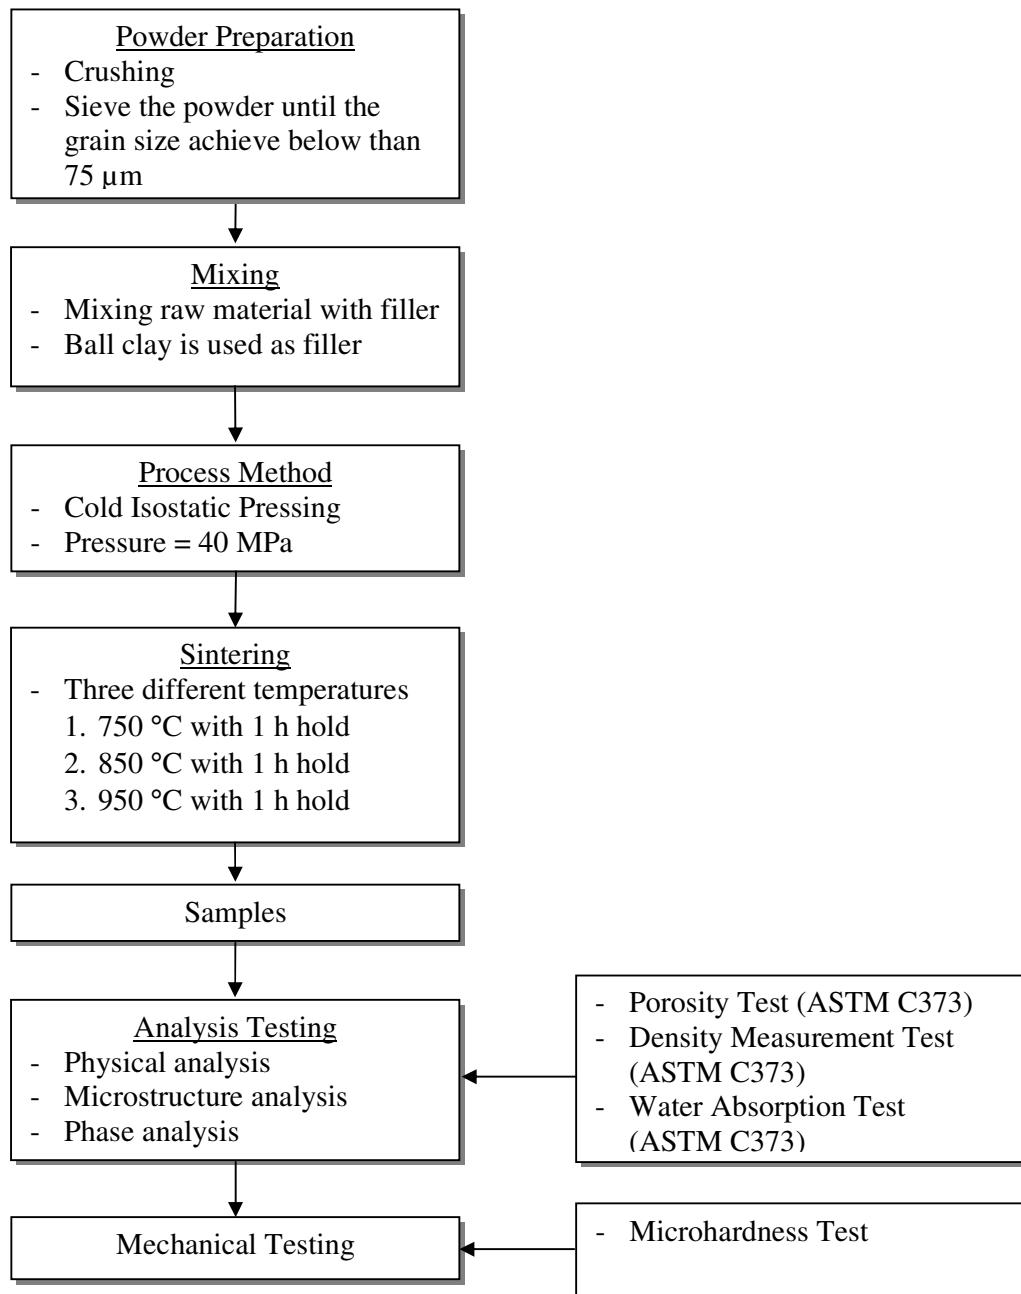 Powder Preparation
- Crushing
- Sieve the powder until the
grain size achieve below than
75 µm
Mixing
- Mixing raw material with filler
- Ball clay is used as filler
Process Method
- Cold Isostatic Pressing
- Pressure = 40 MPa
Sintering
- Three different temperatures
1. 750 °C with 1 h hold
2. 850 °C with 1 h hold
3. 950 °C with 1 h hold
Samples
Analysis Testing
- Physical analysis
- Microstructure analysis
- Phase analysis
- Porosity Test (ASTM C373)
- Density Measurement Test
(ASTM C373)
- Water Absorption Test
(ASTM C373)
Mechanical Testing
- Microhardness Test